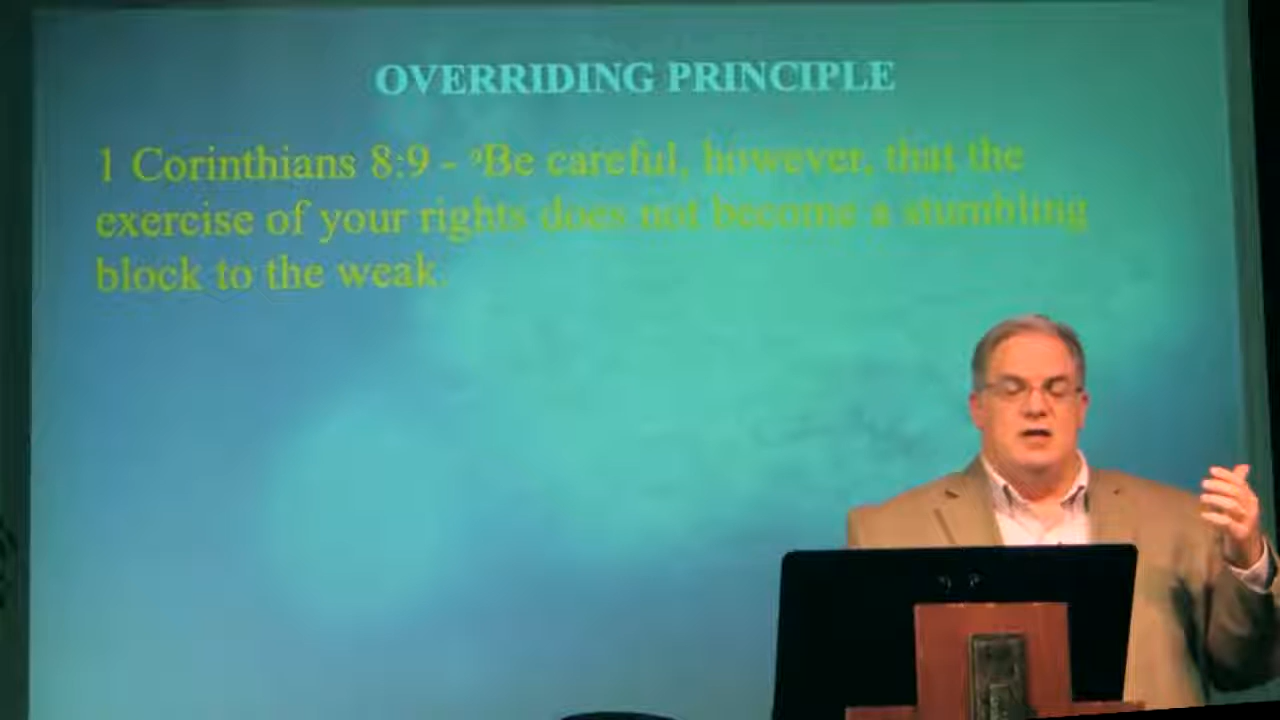 OVERRIDING PRINCIPLE
1 Corinthians 8:9 - ⁹Be careful, however, that the
exercise of your rights does not become a stumbling
block to the weak.